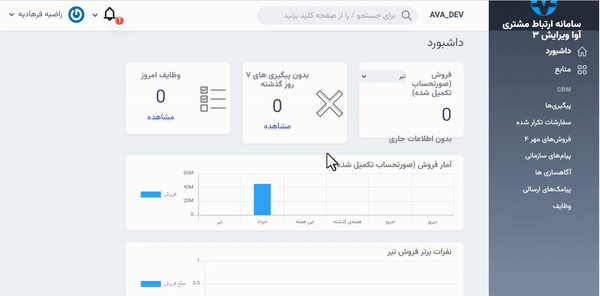 سامانه ارتباط مشتری
آوا ویرایش ۳
داشبورد
منابع
CRM
پیگیری‌ها
سفارشات تکرار شده
فروش‌های مهر ۴
پیام‌های سازمانی
آگاهسازی ها
پیامک‌های ارسالی
وظایف
AVA_DEV
برای جستجو / را از صفحه کلید بزنید
1
راضیه فرهادیه
داشبورد
فروش (صورتحساب تکمیل شده)
تیر
0
بدون اطلاعات جاری
بدون پیگیری های ۷ روز گذشته
0
مشاهده
وظایف امروز
0
مشاهده
آمار فروش (صورتحساب تکمیل شده)
60M
40M
20M
0
فروش
تیر
خرداد
این هفته
هفته‌ی گذشته
امروز
دیروز
نفرات برتر فروش تیر
1
0.5
مبلغ فروش